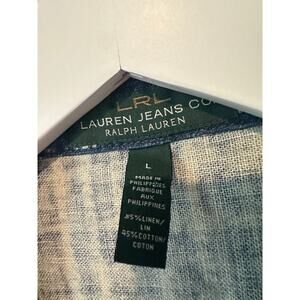 LRL
LAUREN JEANS CO.
RALPH LAUREN
L
MADE IN
PHILIPPINES
FABRIQUE
AUX
PHILIPPINES
55% LINEN/
LIN
45% COTTON/
COTON